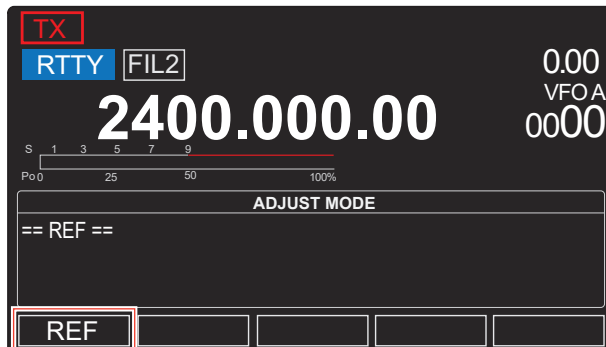 TX
RTTY FIL2 0.00
VFO A
2400.000.00 0000
S 1 3 5 7 9
Po 0 25 50 100%
ADJUST MODE
== REF ==
REF